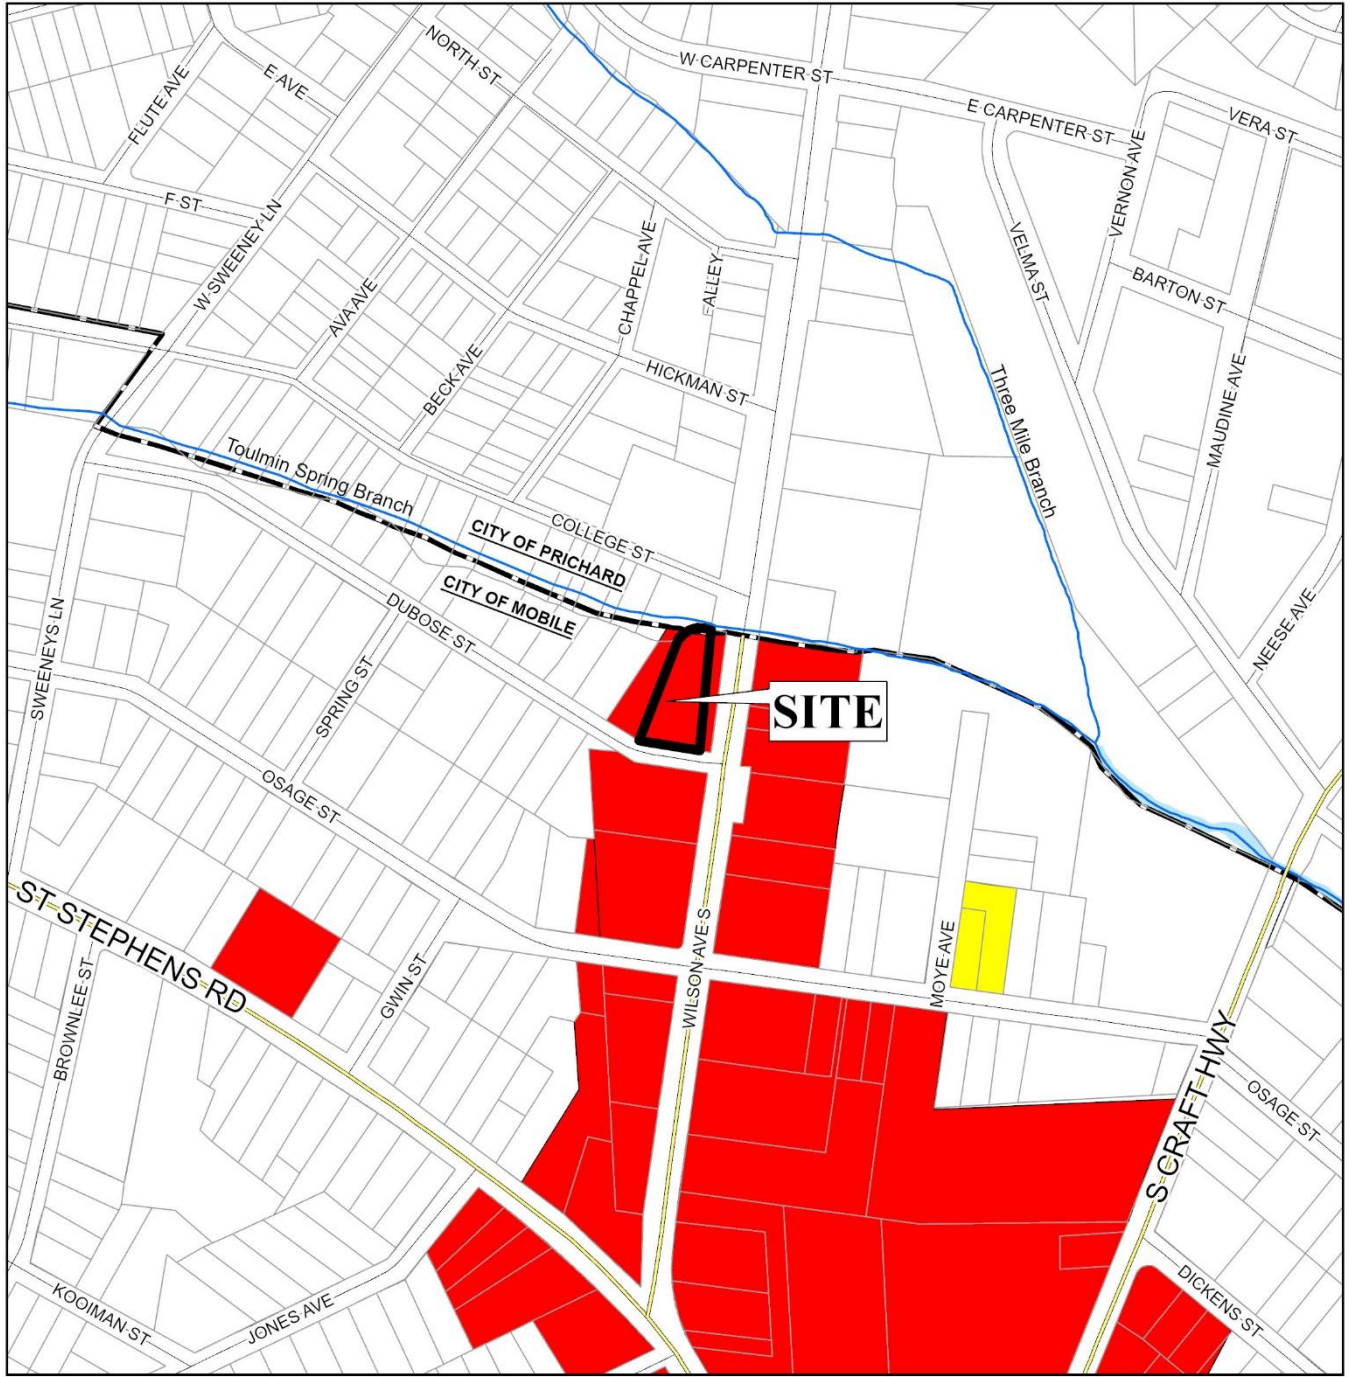 NORTH ST
W CARPENTER ST
E AVE
FLUTE AVE
E CARPENTER ST
VERA ST
VERNON AVE
F ST
W SWEENEY LN
CHAPPEL AVE
ALLEY
VELMA ST
BARTON ST
AVA AVE
BECK AVE
HICKMAN ST
Three Mile Branch
MAUDINE AVE
Toulmin Spring Branch
CITY OF PRICHARD
COLLEGE ST
CITY OF MOBILE
DUBOSE ST
NEESE AVE
SWEENEYS LN
SPRING ST
SITE
OSAGE ST
ST STEPHENS RD
WILSON AVE S
MOYE AVE
GWIN ST
BROWNLEE ST
S CRAFT HWY
OSAGE ST
KOOIMAN ST
JONES AVE
DICKENS ST